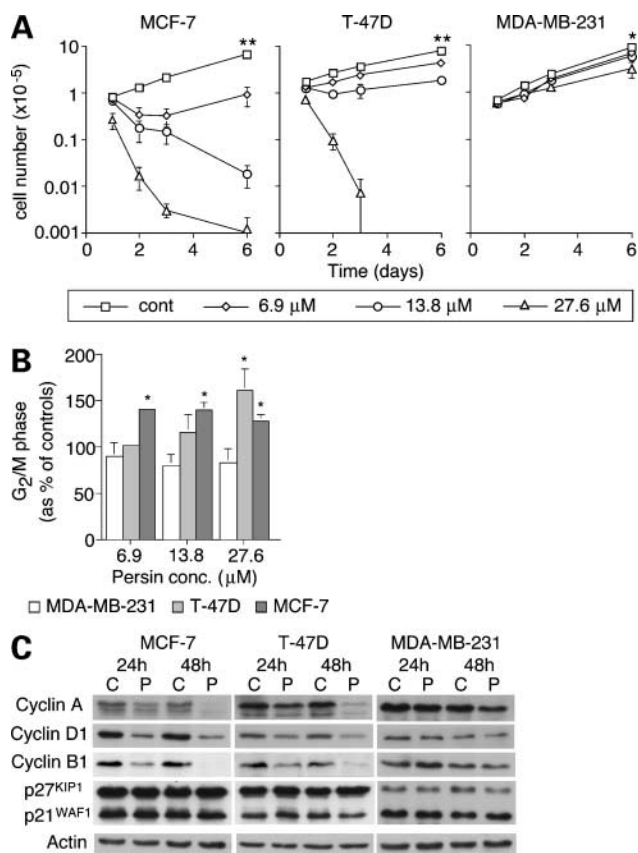 A
MCF-7 T-47D MDA-MB-231
** ** *
cell number (x10-5)
10
1
0.1
0.01
0.001
0 2 4 6 0 2 4 6 0 2 4 6
Time (days)
cont 6.9 μM 13.8 μM 27.6 μM
B
G2/M phase
(as % of controls)
200
150
100
50
0
* * * *
6.9 13.8 27.6
Persin conc. (μM)
MDA-MB-231 T-47D MCF-7
C
MCF-7 T-47D MDA-MB-231
24h 48h 24h 48h 24h 48h
C P C P C P C P C P C P
Cyclin A
Cyclin D1
Cyclin B1
p27KIP1
p21WAF1
Actin